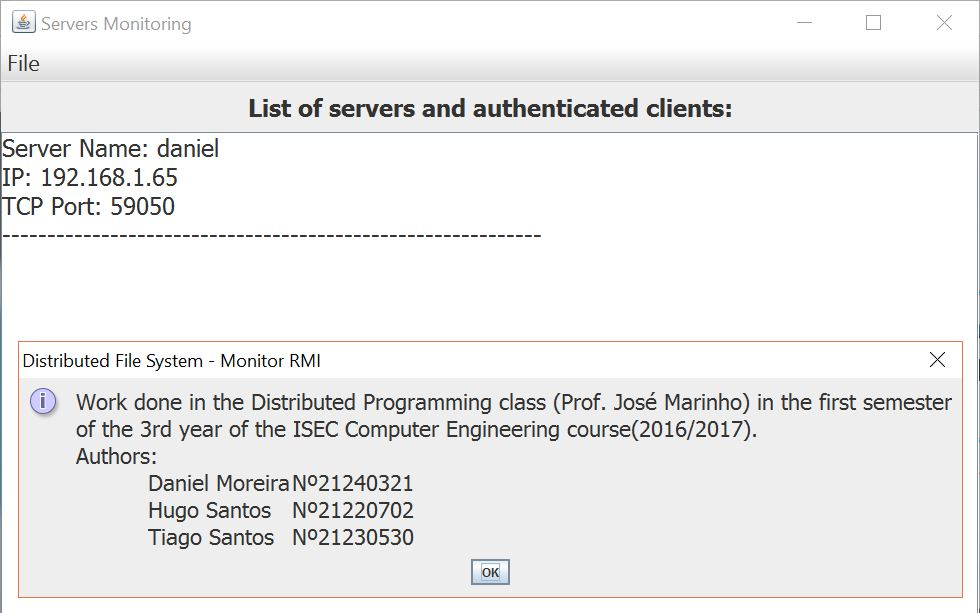 Servers Monitoring
File
List of servers and authenticated clients:
Server Name: daniel
IP: 192.168.1.65
TCP Port: 59050
------------------------------------------------------------
Distributed File System - Monitor RMI
Work done in the Distributed Programming class (Prof. José Marinho) in the first semester
of the 3rd year of the ISEC Computer Engineering course(2016/2017).
Authors:
Daniel Moreira Nº21240321
Hugo Santos Nº21220702
Tiago Santos Nº21230530
OK